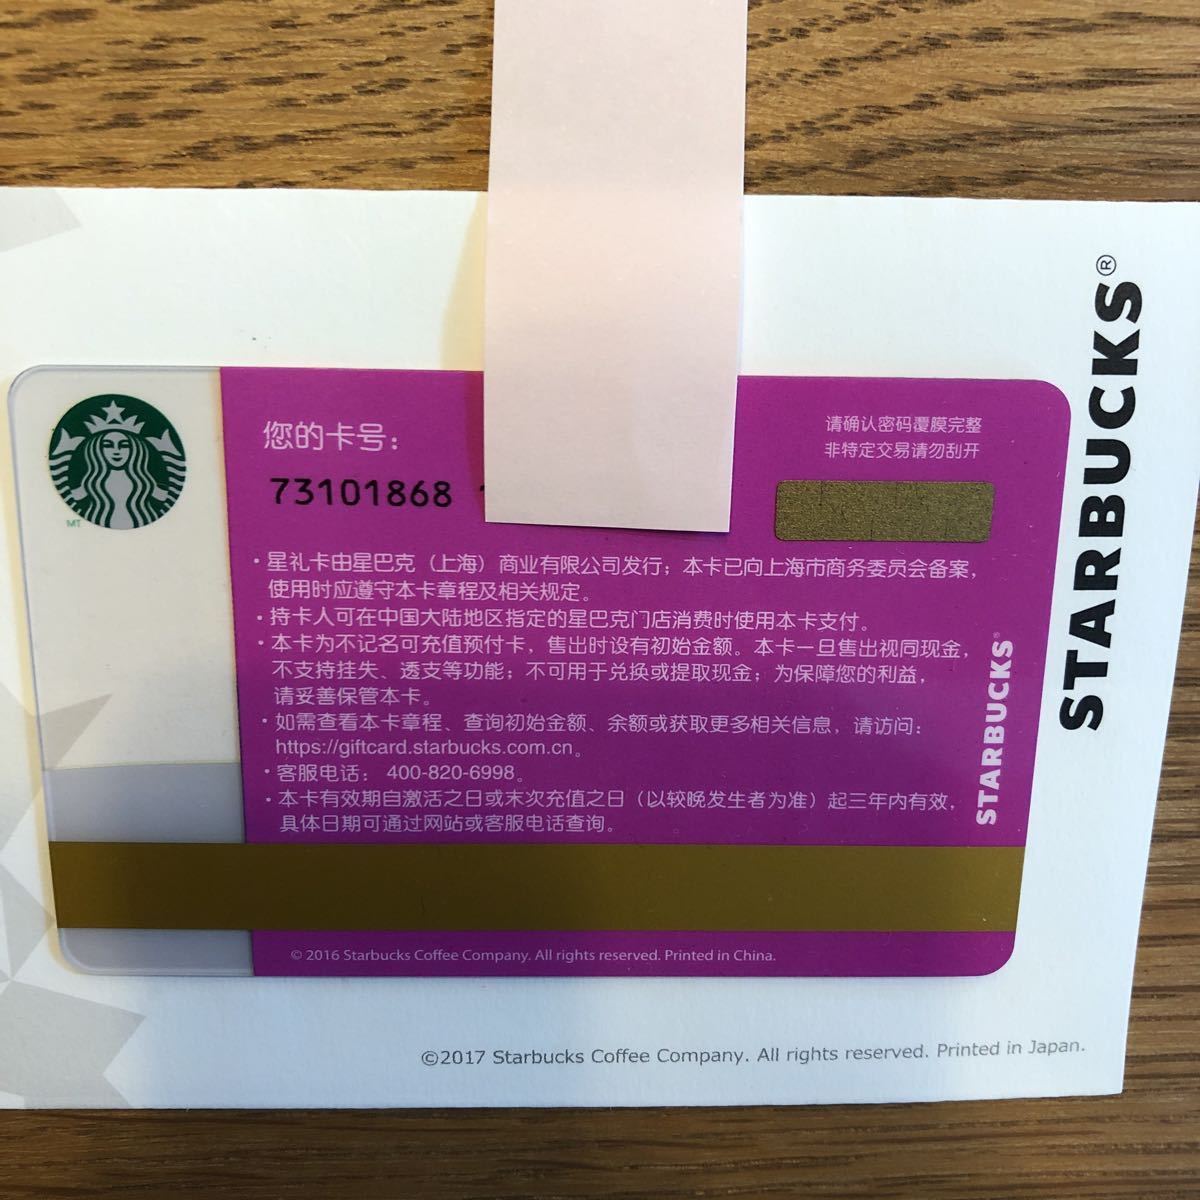 您的卡号：
73101868
请确认密码覆膜完整
非特定交易请勿刮开
MT
・星礼卡由星巴克（上海）商业有限公司发行；本卡已向上海市商务委员会备案，
使用时应遵守本卡章程及相关规定。
・持卡人可在中国大陆地区指定的星巴克门店消费时使用本卡支付。
・本卡为不记名可充值预付卡，售出时设有初始金额。本卡一旦售出视同现金，
不支持挂失、透支等功能；不可用于兑换或提取现金；为保障您的利益，
请妥善保管本卡。
・如需查看本卡章程、查询初始金额、余额或获取更多相关信息，请访问：
https://giftcard.starbucks.com.cn。
・客服电话： 400-820-6998。
・本卡有效期自激活之日或末次充值之日（以较晚发生者为准）起三年内有效，
具体日期可通过网站或客服电话查询。
STARBUCKS®
© 2016 Starbucks Coffee Company. All rights reserved. Printed in China.
STARBUCKS®
©2017 Starbucks Coffee Company. All rights reserved. Printed in Japan.